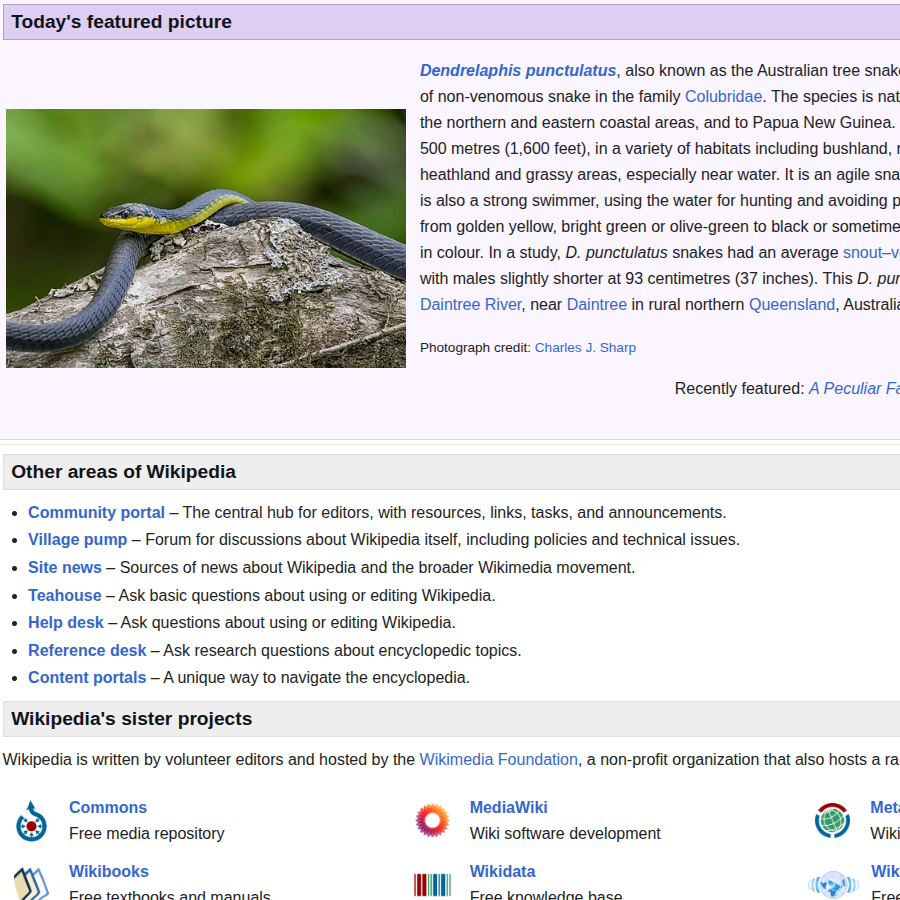 Today's featured picture
Dendrelaphis punctulatus, also known as the Australian tree snake
of non-venomous snake in the family Colubridae. The species is nat
the northern and eastern coastal areas, and to Papua New Guinea.
500 metres (1,600 feet), in a variety of habitats including bushland, r
heathland and grassy areas, especially near water. It is an agile sna
is also a strong swimmer, using the water for hunting and avoiding p
from golden yellow, bright green or olive-green to black or sometime
in colour. In a study, D. punctulatus snakes had an average snout–v
with males slightly shorter at 93 centimetres (37 inches). This D. pun
Daintree River, near Daintree in rural northern Queensland, Australia
Photograph credit: Charles J. Sharp
Recently featured: A Peculiar Fa
Other areas of Wikipedia
Community portal – The central hub for editors, with resources, links, tasks, and announcements.
Village pump – Forum for discussions about Wikipedia itself, including policies and technical issues.
Site news – Sources of news about Wikipedia and the broader Wikimedia movement.
Teahouse – Ask basic questions about using or editing Wikipedia.
Help desk – Ask questions about using or editing Wikipedia.
Reference desk – Ask research questions about encyclopedic topics.
Content portals – A unique way to navigate the encyclopedia.
Wikipedia's sister projects
Wikipedia is written by volunteer editors and hosted by the Wikimedia Foundation, a non-profit organization that also hosts a ra
Commons
Free media repository
MediaWiki
Wiki software development
Meta
Wiki
Wikibooks
Free textbooks and manuals
Wikidata
Free knowledge base
Wik
Free